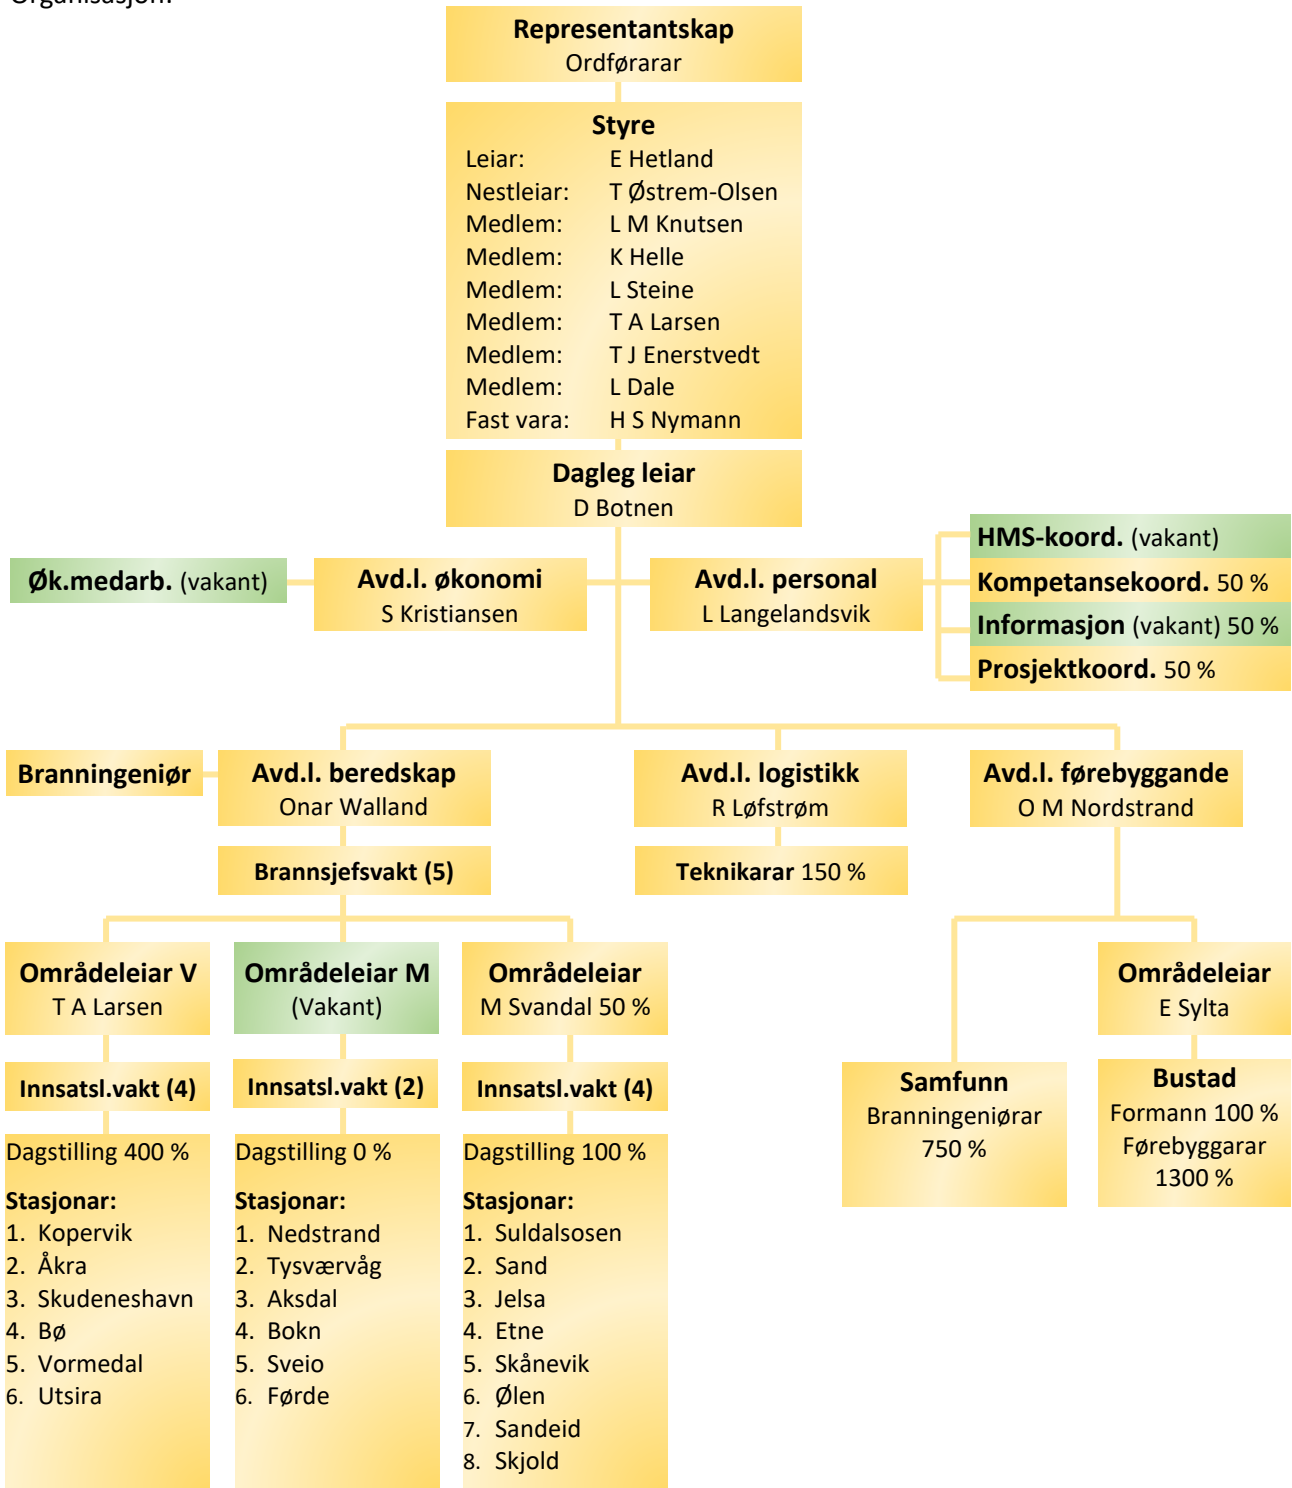 Organisasjon:
Representantskap
Ordførarar
Styre
Leiar: E Hetland
Nestleiar: T Østrem-Olsen
Medlem: L M Knutsen
Medlem: K Helle
Medlem: L Steine
Medlem: T A Larsen
Medlem: T J Enerstvedt
Medlem: L Dale
Fast vara: H S Nymann
Dagleg leiar
D Botnen
Øk.medarb. (vakant)
Avd.l. økonomi
S Kristiansen
Avd.l. personal
L Langelandsvik
HMS-koord. (vakant)
Kompetansekoord. 50 %
Informasjon (vakant) 50 %
Prosjektkoord. 50 %
Branningeniør
Avd.l. beredskap
Onar Walland
Avd.l. logistikk
R Løfstrøm
Avd.l. førebyggande
O M Nordstrand
Brannsjefsvakt (5)
Teknikarar 150 %
Områdeleiar V
T A Larsen
Innsatsl.vakt (4)
Dagstilling 400 %
Stasjonar:
1. Kopervik
2. Åkra
3. Skudeneshavn
4. Bø
5. Vormedal
6. Utsira
Områdeleiar M
(Vakant)
Innsatsl.vakt (2)
Dagstilling 0 %
Stasjonar:
1. Nedstrand
2. Tysværvåg
3. Aksdal
4. Bokn
5. Sveio
6. Førde
Områdeleiar
M Svandal 50 %
Innsatsl.vakt (4)
Dagstilling 100 %
Stasjonar:
1. Suldalsosen
2. Sand
3. Jelsa
4. Etne
5. Skånevik
6. Ølen
7. Sandeid
8. Skjold
Samfunn
Branningeniørar
750 %
Områdeleiar
E Sylta
Bustad
Formann 100 %
Førebyggarar
1300 %